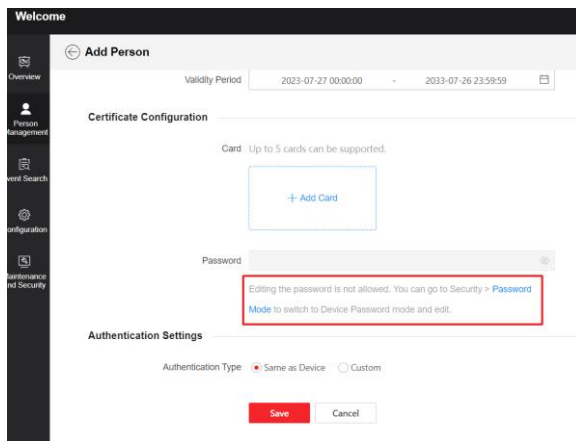 Welcome
Add Person
Overview
Validity Period 2023-07-27 00:00:00 - 2033-07-26 23:59:59
Person
Management
Certificate Configuration
Card Up to 5 cards can be supported.
vent Search
+ Add Card
onfiguration
Password
Maintenance
nd Security
Editing the password is not allowed. You can go to Security > Password
Mode to switch to Device Password mode and edit.
Authentication Settings
Authentication Type Same as Device Custom
Save Cancel